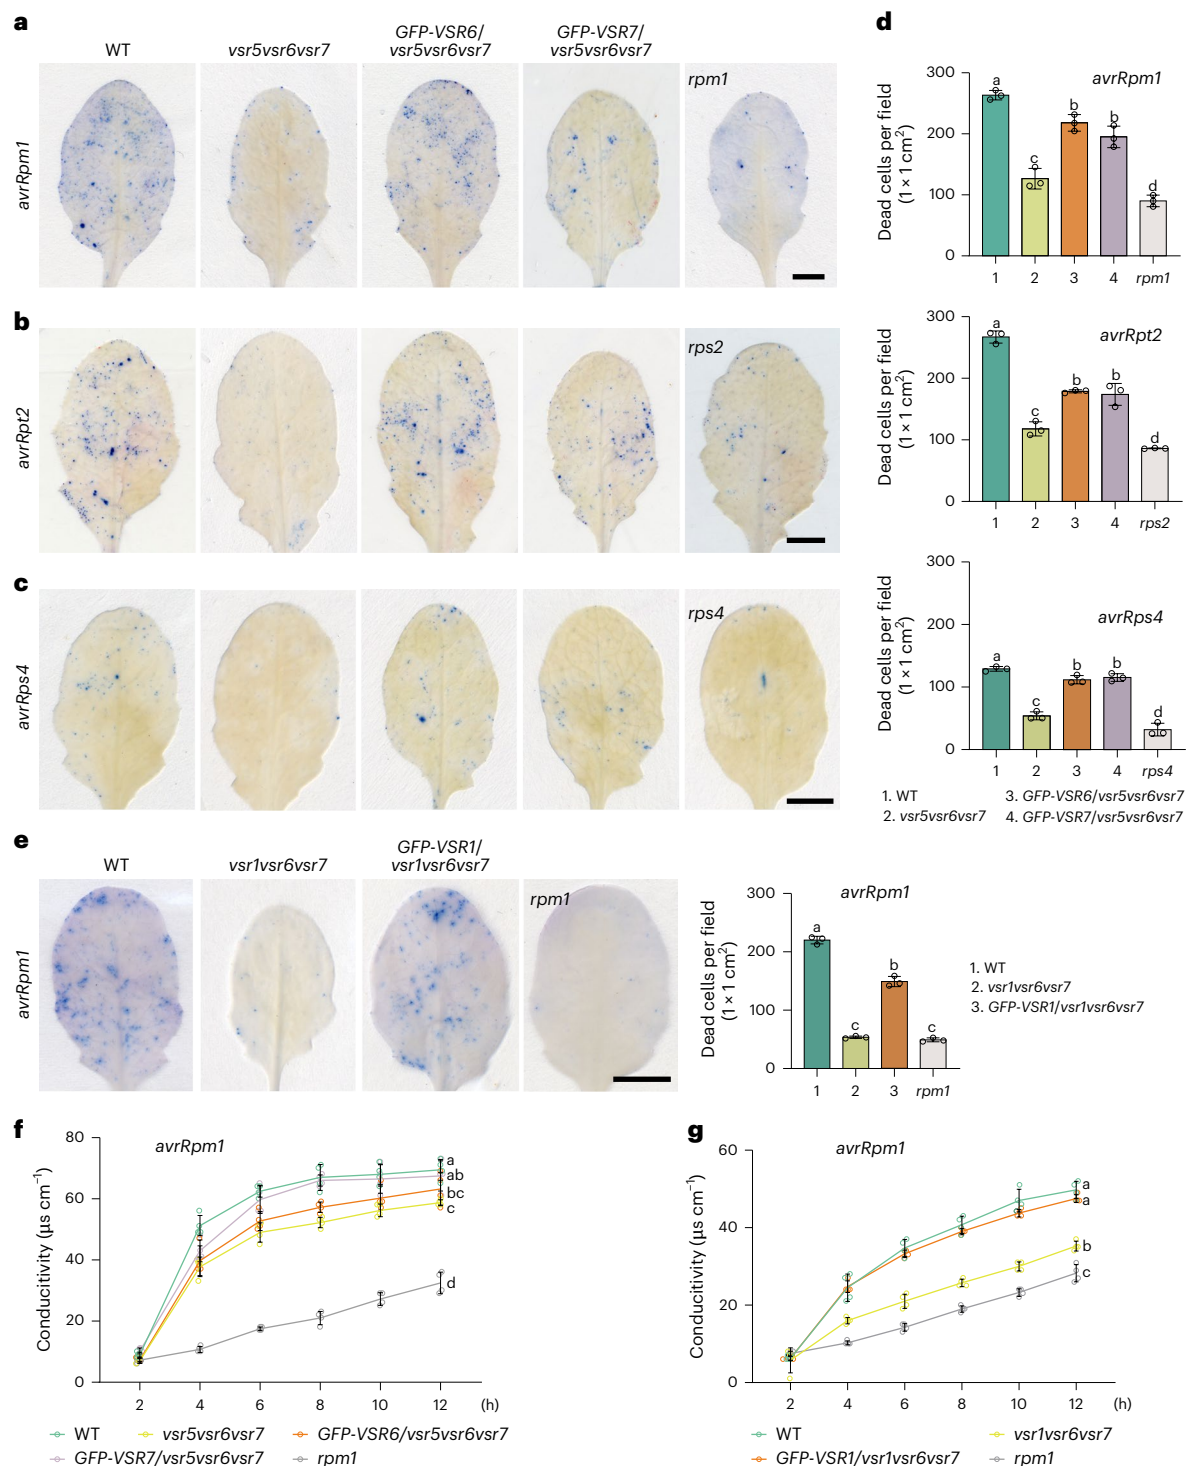 a
WT
vsr5vsr6vsr7
GFP-VSR6/
vsr5vsr6vsr7
GFP-VSR7/
vsr5vsr6vsr7
rpm1
avrRpm1
b
rps2
avrRpt2
c
rps4
avrRps4
d
avrRpm1
Dead cells per field
(1 × 1 cm²)
300
200
100
0
a
c
b
b
d
1 2 3 4 rpm1
avrRpt2
Dead cells per field
(1 × 1 cm²)
300
200
100
0
a
c
b
b
d
1 2 3 4 rps2
avrRps4
Dead cells per field
(1 × 1 cm²)
300
200
100
0
a
c
b
b
d
1 2 3 4 rps4
1. WT
2. vsr5vsr6vsr7
3. GFP-VSR6/vsr5vsr6vsr7
4. GFP-VSR7/vsr5vsr6vsr7
e
WT
vsr1vsr6vsr7
GFP-VSR1/
vsr1vsr6vsr7
rpm1
avrRpm1
avrRpm1
Dead cells per field
(1 × 1 cm²)
300
200
100
0
a
c
b
c
1 2 3 rpm1
1. WT
2. vsr1vsr6vsr7
3. GFP-VSR1/vsr1vsr6vsr7
f
avrRpm1
Conducitivity (µs cm⁻¹)
80
60
40
20
0
a
ab
bc
c
d
2 4 6 8 10 12 (h)
WT
vsr5vsr6vsr7
GFP-VSR6/vsr5vsr6vsr7
GFP-VSR7/vsr5vsr6vsr7
rpm1
g
avrRpm1
Conducitivity (µs cm⁻¹)
60
40
20
0
a
a
b
c
2 4 6 8 10 12 (h)
WT
vsr1vsr6vsr7
GFP-VSR1/vsr1vsr6vsr7
rpm1